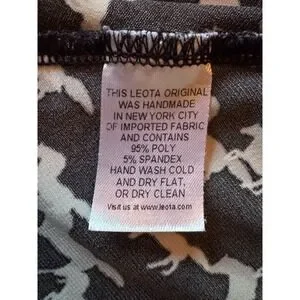 THIS LEOTA ORIGINAL
WAS HANDMADE
IN NEW YORK CITY
OF IMPORTED FABRIC
AND CONTAINS
95% POLY
5% SPANDEX
HAND WASH COLD
AND DRY FLAT,
OR DRY CLEAN
Visit us at www.leota.com